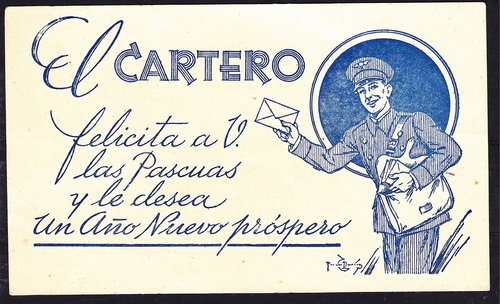 El CARTERO
felicita a V.
las Pascuas
y le desea
Un Año Nuevo próspero